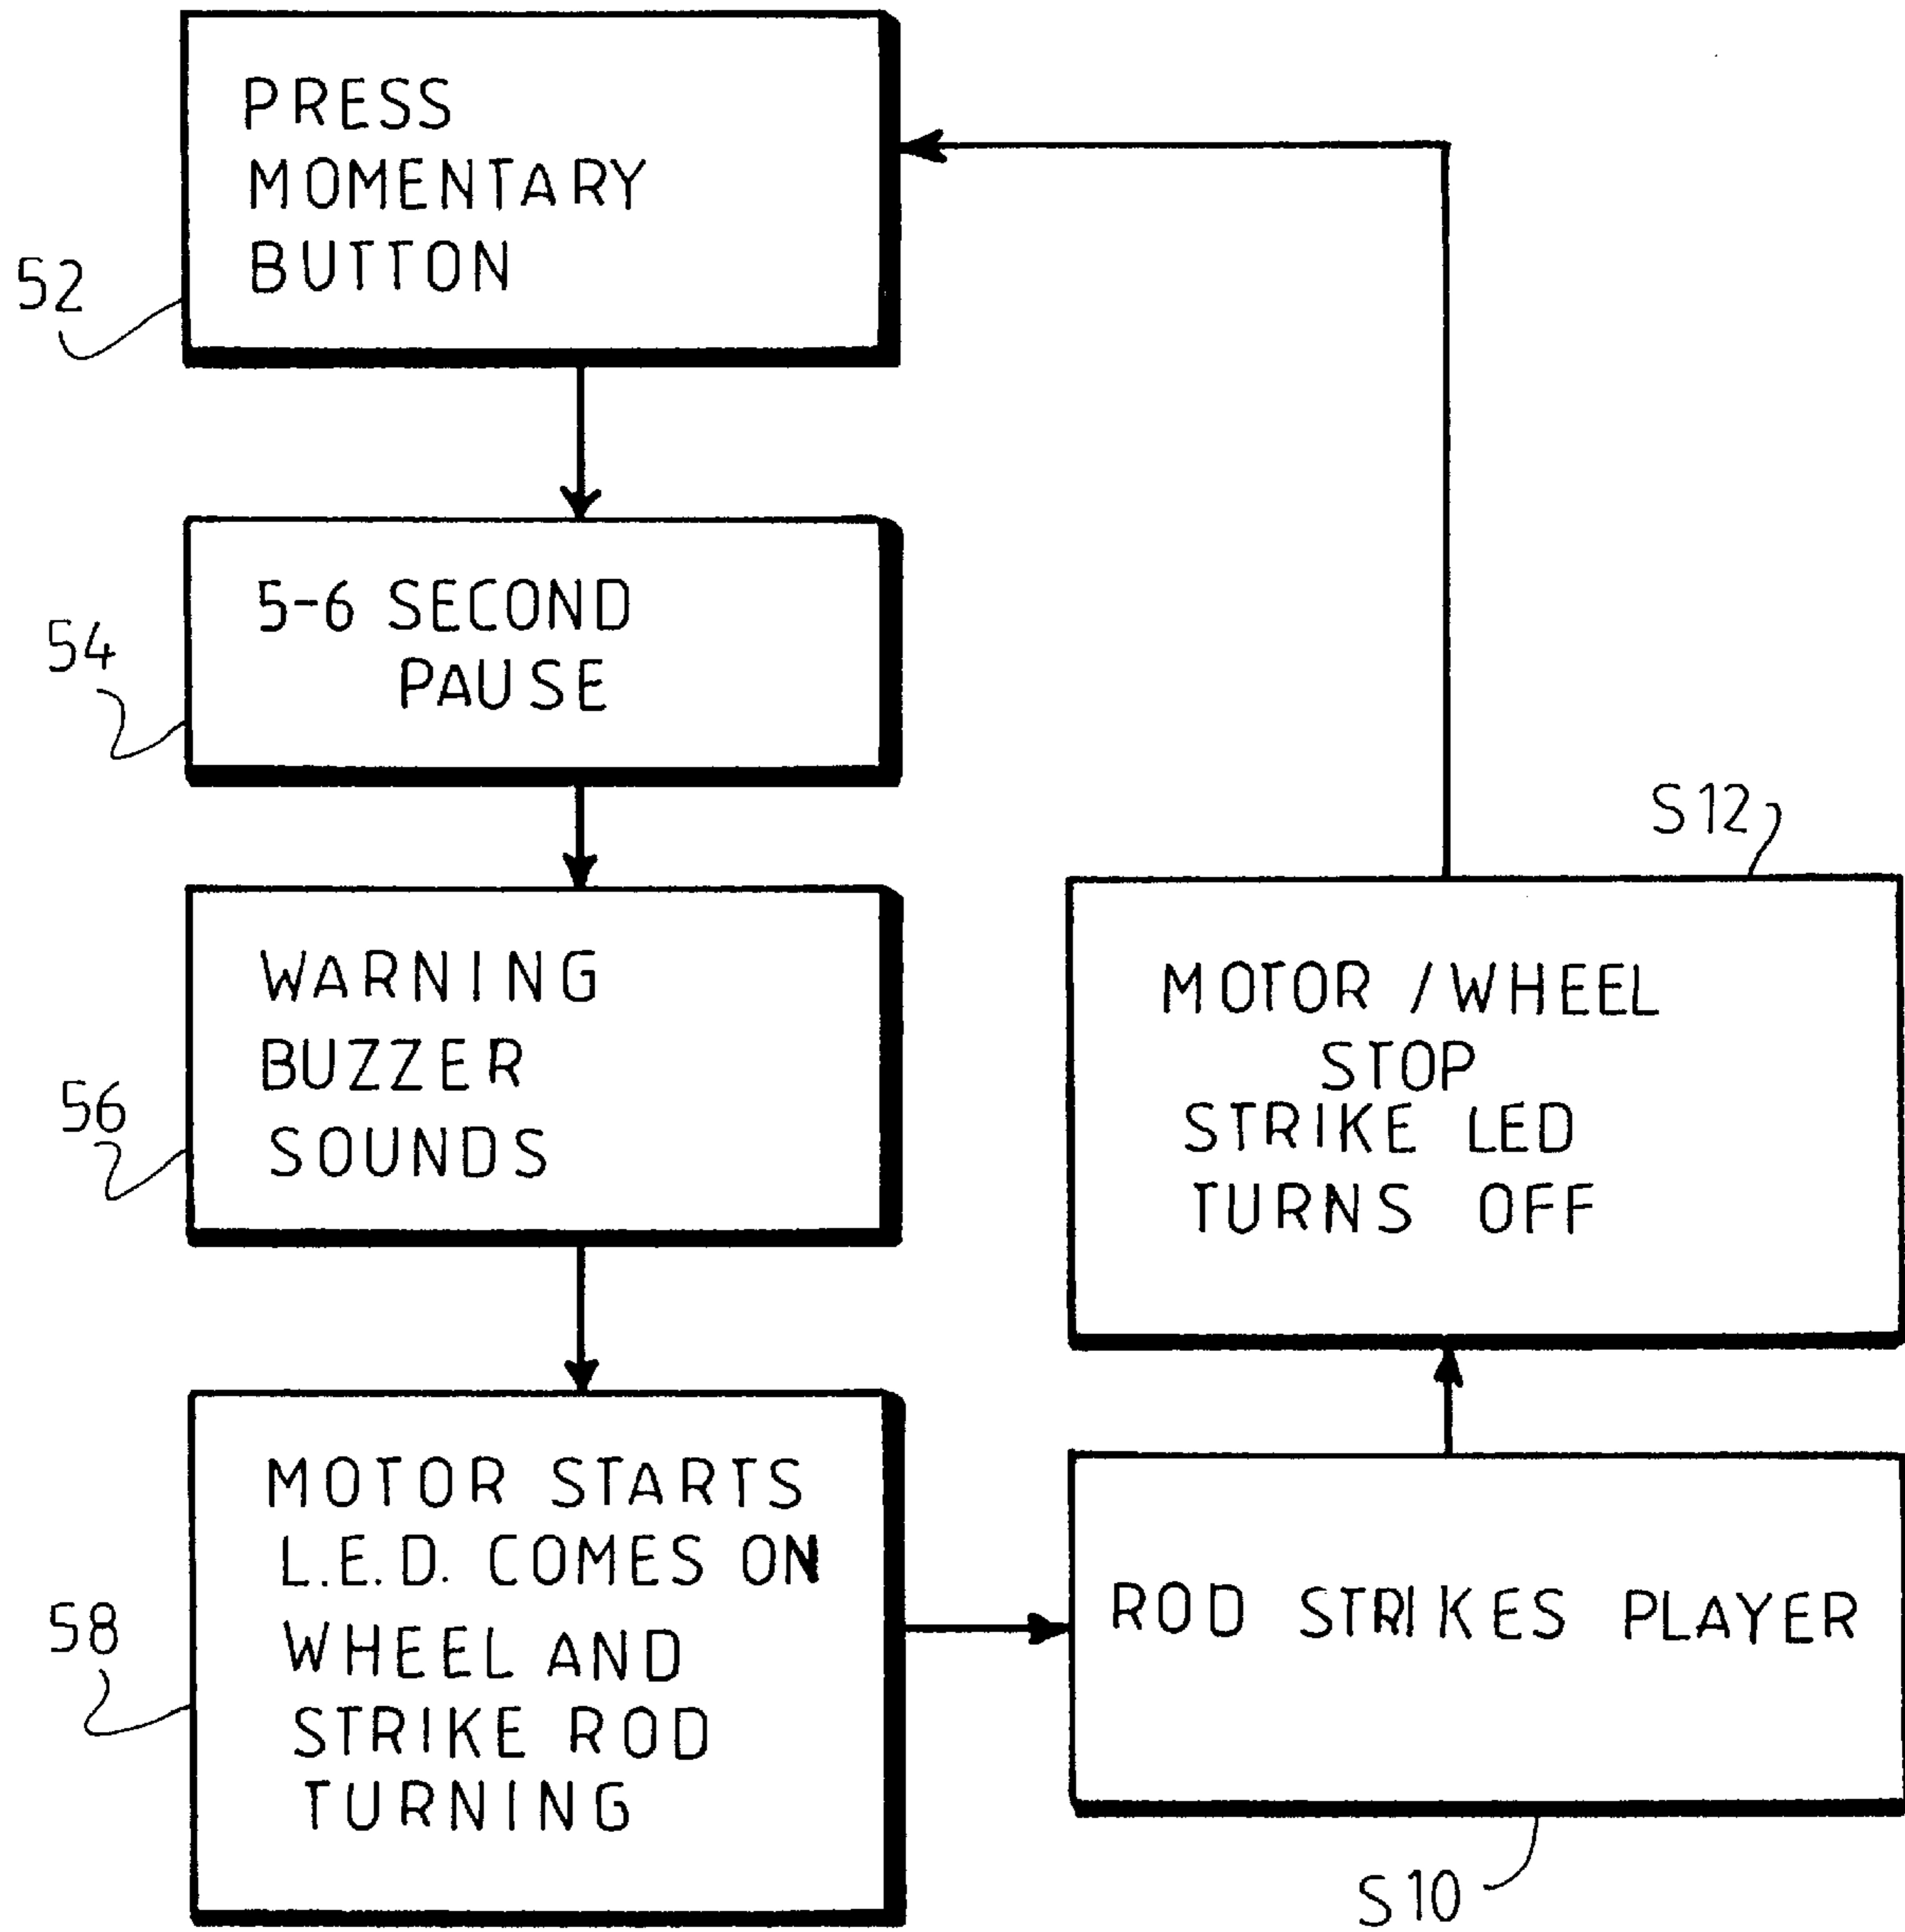 PRESS
MOMENTARY
BUTTON
52
5-6 SECOND
PAUSE
54
WARNING
BUZZER
SOUNDS
56
MOTOR STARTS
L.E.D. COMES ON
WHEEL AND
STRIKE ROD
TURNING
58
ROD STRIKES PLAYER
S10
MOTOR /WHEEL
STOP
STRIKE LED
TURNS OFF
S12